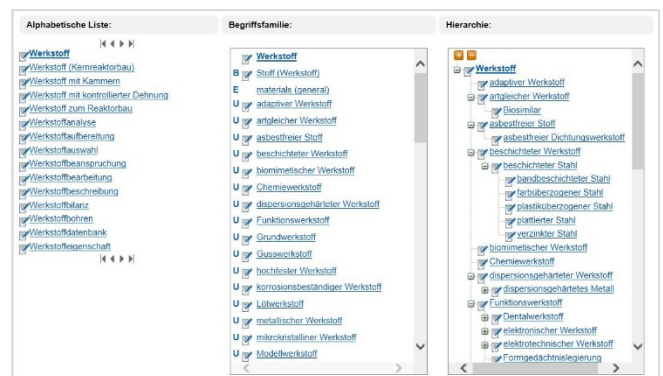 Alphabetische Liste:
Werkstoff
Werkstoff (Kernreaktorbau)
Werkstoff mit Kammern
Werkstoff mit kontrollierter Dehnung
Werkstoff zum Reaktorbau
Werkstoffanalyse
Werkstoffaufbereitung
Werkstoffauswahl
Werkstoffbeanspruchung
Werkstoffbearbeitung
Werkstoffbeschreibung
Werkstoffbilanz
Werkstoffbohren
Werkstoffdatenbank
Werkstoffeigenschaft
Begriffsfamilie:
Werkstoff
B Stoff (Werkstoff)
E materials (general)
U adaptiver Werkstoff
U artgleicher Werkstoff
U asbestfreier Stoff
U beschichteter Werkstoff
U biomimetischer Werkstoff
U Chemiewerkstoff
U dispersionsgehärteter Werkstoff
U Funktionswerkstoff
U Grundwerkstoff
U Gusswerkstoff
U hochfester Werkstoff
U korrosionsbeständiger Werkstoff
U Lötwerkstoff
U metallischer Werkstoff
U mikrokristalliner Werkstoff
U Modellwerkstoff
Hierarchie:
Werkstoff
adaptiver Werkstoff
artgleicher Werkstoff
Biosimilar
asbestfreier Stoff
asbestfreier Dichtungswerkstoff
beschichteter Werkstoff
beschichteter Stahl
bandbeschichteter Stahl
farbüberzogener Stahl
plastiküberzogener Stahl
plattierter Stahl
verzinkter Stahl
biomimetischer Werkstoff
Chemiewerkstoff
dispersionsgehärteter Werkstoff
dispersionsgehärtetes Metall
Funktionswerkstoff
Dentalwerkstoff
elektronischer Werkstoff
elektrotechnischer Werkstoff
Formgedächtnislegierung